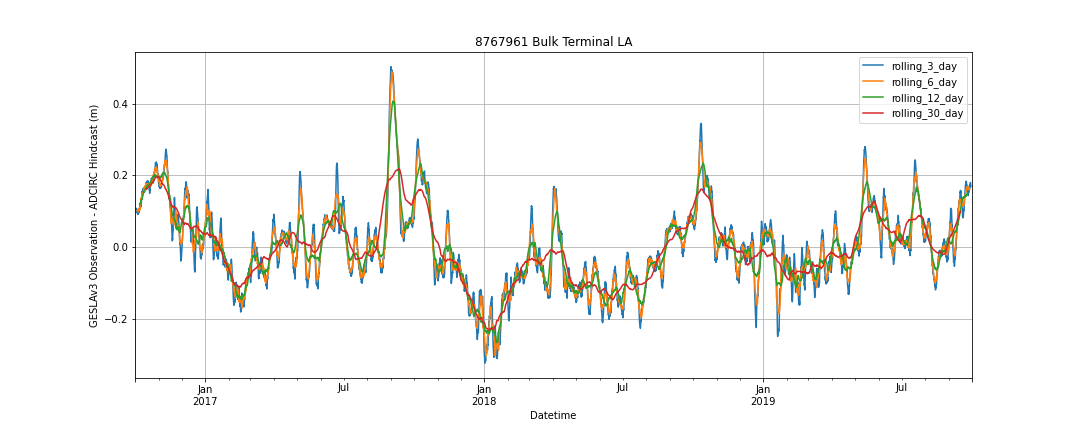 8767961 Bulk Terminal LA
GESLAv3 Observation - ADCIRC Hindcast (m)
0.4
0.2
0.0
−0.2
rolling_3_day
rolling_6_day
rolling_12_day
rolling_30_day
Jan Jul Jan Jul Jan Jul
2017 2018 2019
Datetime